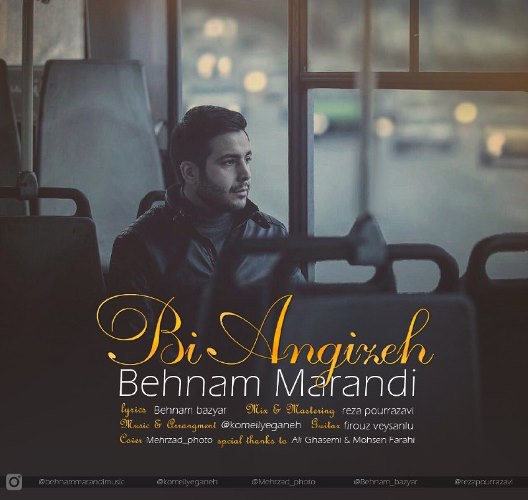 Bi Angizeh
Behnam Marandi
lyrics Behnam bazyar Mix & Mastering reza pourrazavi
Music & Arrangment @komeilyeganeh Guitar firouz veysanlu
Cover Mehrzad_photo spcial thanks to Ali Ghasemi & Mohsen Farahi
@behnammarandimusic @komeilyeganeh @Mehrzad_photo @Behnam_bazyar @rezapourrazavi